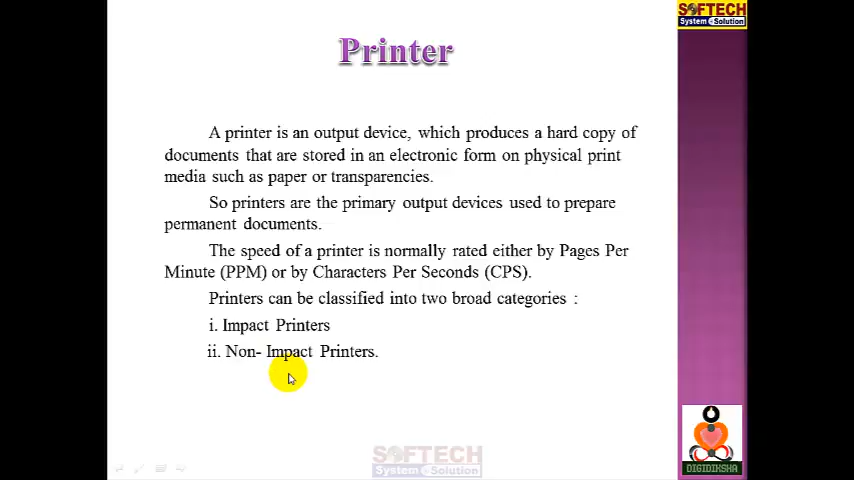 SOFTECH
System e Solution
Printer
A printer is an output device, which produces a hard copy of
documents that are stored in an electronic form on physical print
media such as paper or transparencies.
So printers are the primary output devices used to prepare
permanent documents.
The speed of a printer is normally rated either by Pages Per
Minute (PPM) or by Characters Per Seconds (CPS).
Printers can be classified into two broad categories :
i. Impact Printers
ii. Non- Impact Printers.
SOFTECH
System e Solution
DIGIDIKSHA